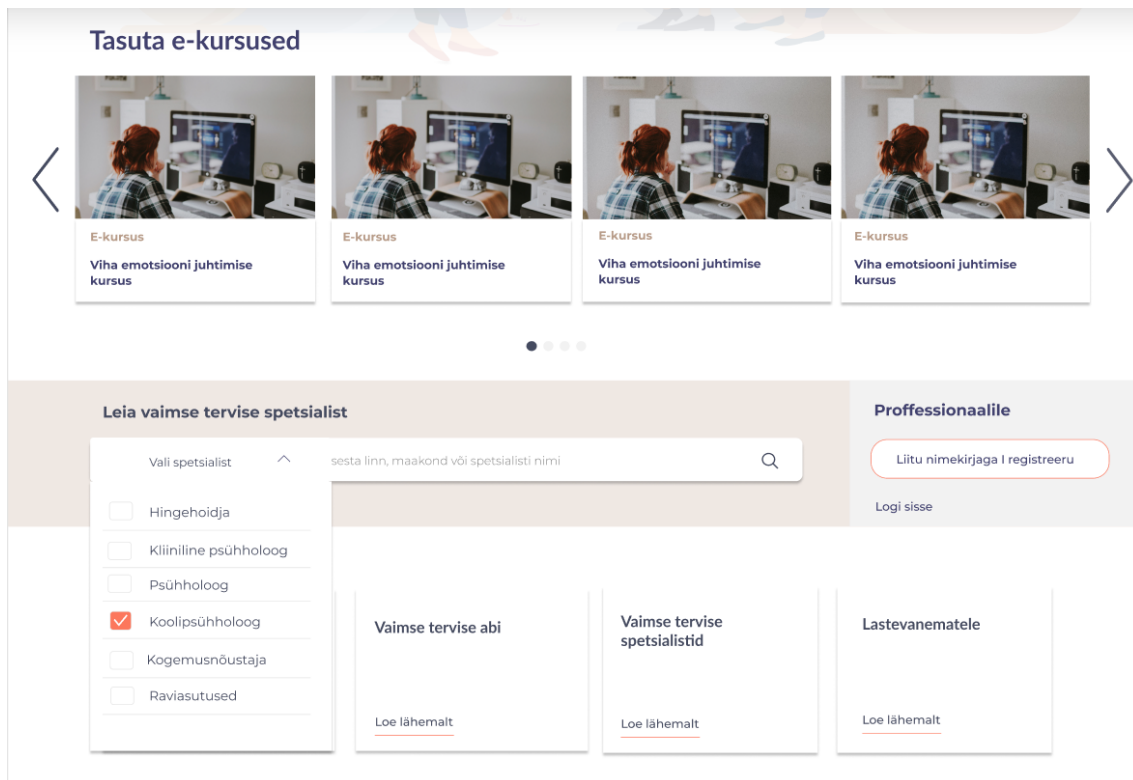 Tasuta e-kursused
E-kursus
Viha emotsiooni juhtimise
kursus
E-kursus
Viha emotsiooni juhtimise
kursus
E-kursus
Viha emotsiooni juhtimise
kursus
E-kursus
Viha emotsiooni juhtimise
kursus
Leia vaimse tervise spetsialist
Vali spetsialist
sesta linn, maakond või spetsialisti nimi
Hingehoidja
Kliiniline psühholoog
Psühholoog
Koolipsühholoog
Kogemusnõustaja
Raviasutused
Proffessionaalile
Liitu nimekirjaga I registreeru
Logi sisse
Vaimse tervise abi
Loe lähemalt
Vaimse tervise
spetsialistid
Loe lähemalt
Lastevanematele
Loe lähemalt